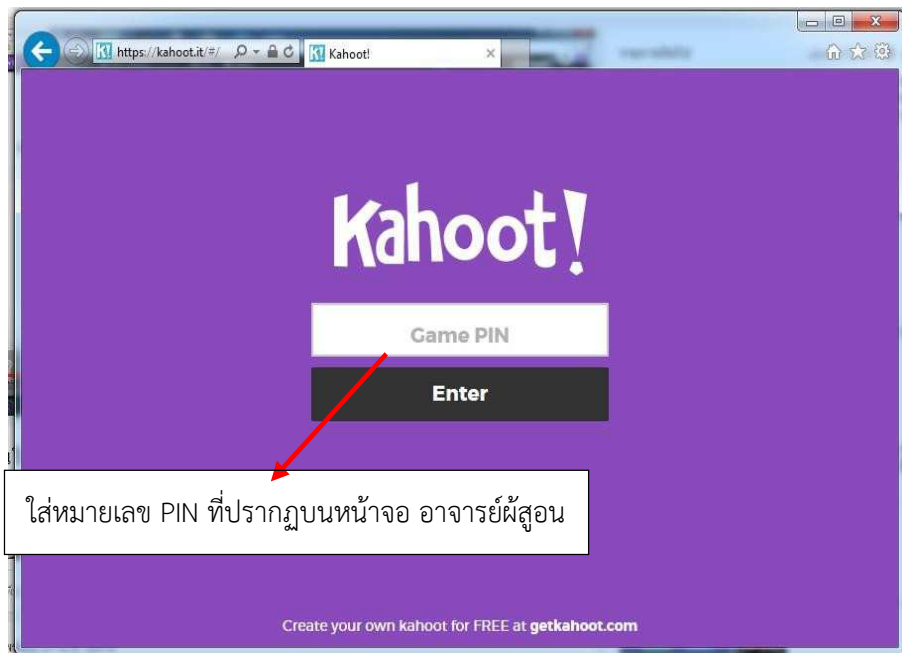 https://kahoot.it/#/
Kahoot!
Kahoot!
Game PIN
Enter
ใส่หมายเลข PIN ที่ปรากฏบนหน้าจอ อาจารย์ผ้สูอน
Create your own kahoot for FREE at getkahoot.com